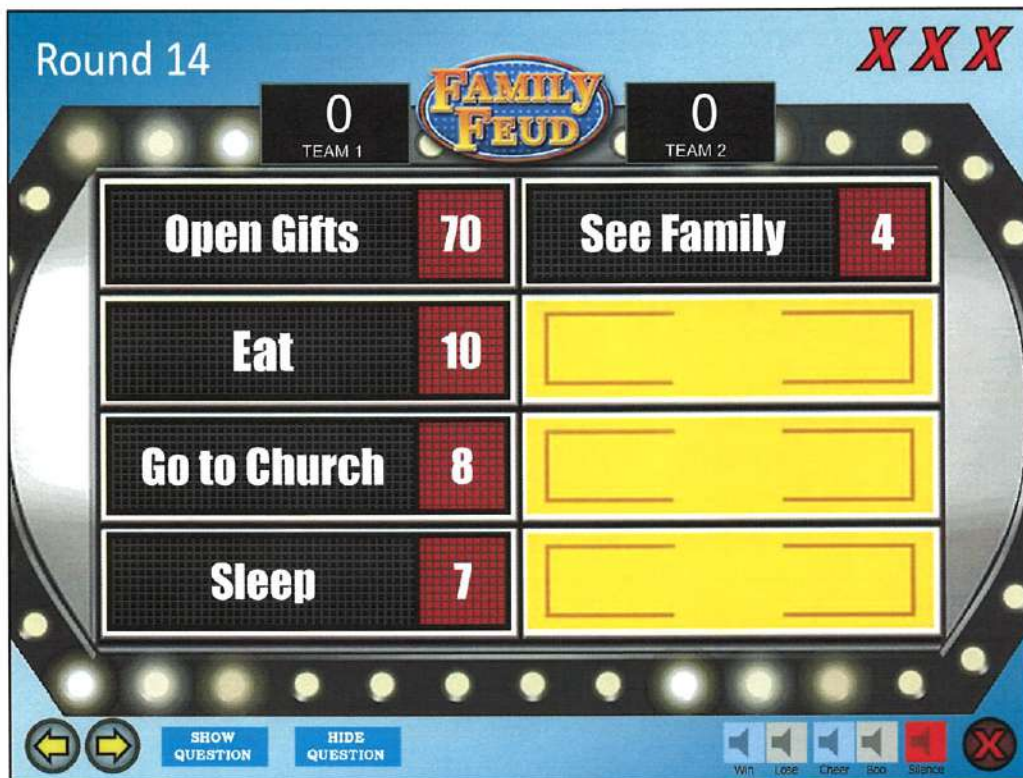 Round 14
X X X
FAMILY
FEUD
0
TEAM 1
0
TEAM 2
Open Gifts 70
Eat 10
Go to Church 8
Sleep 7
See Family 4
SHOW
QUESTION
HIDE
QUESTION
Win
Lose
Cheer
Boo
Silence
X